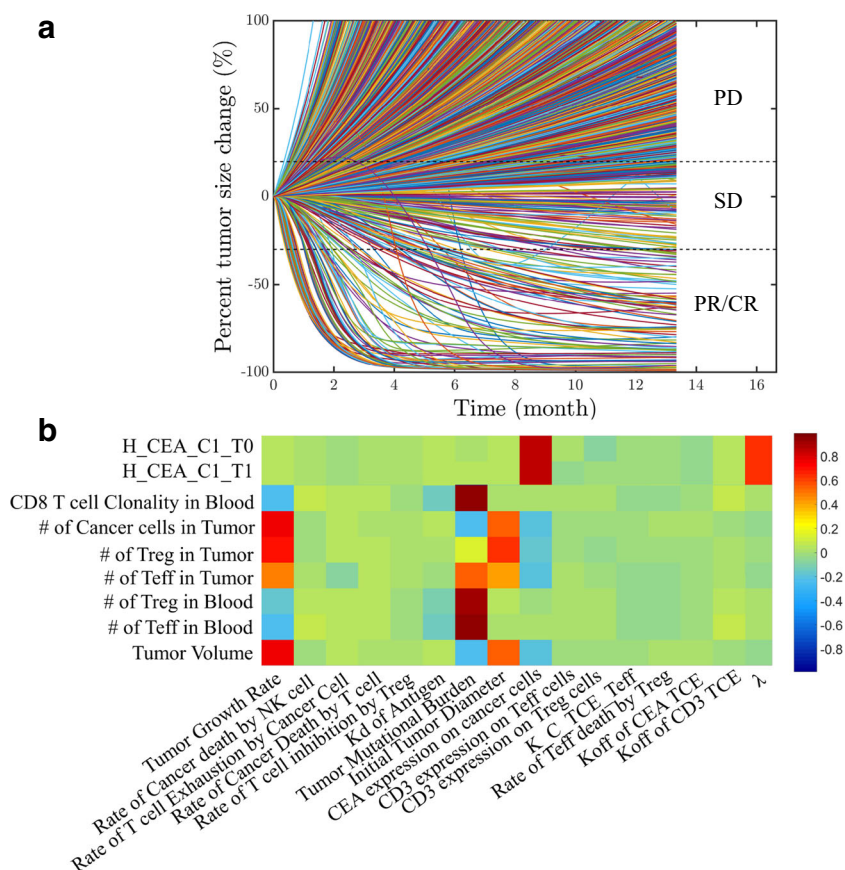 a
Percent tumor size change (%)
100
50
0
-50
-100
PD
SD
PR/CR
0 2 4 6 8 10 12 14 16
Time (month)
b
H_CEA_C1_T0
H_CEA_C1_T1
CD8 T cell Clonality in Blood
# of Cancer cells in Tumor
# of Treg in Tumor
# of Teff in Tumor
# of Treg in Blood
# of Teff in Blood
Tumor Volume
0.8
0.6
0.4
0.2
0
-0.2
-0.4
-0.6
-0.8
Tumor Growth Rate
Rate of Cancer death by NK cell
Rate of T cell Exhaustion by Cancer Cell
Rate of Cancer Death by T cell
Rate of T cell inhibition by Treg
Kd of Antigen
Tumor Mutational Burden
Initial Tumor Diameter
CEA expression on cancer cells
CD3 expression on Teff cells
CD3 expression on Treg cells
K_C_TCE_Teff
Rate of Teff death by Treg
Koff of CEA TCE
Koff of CD3 TCE
λ